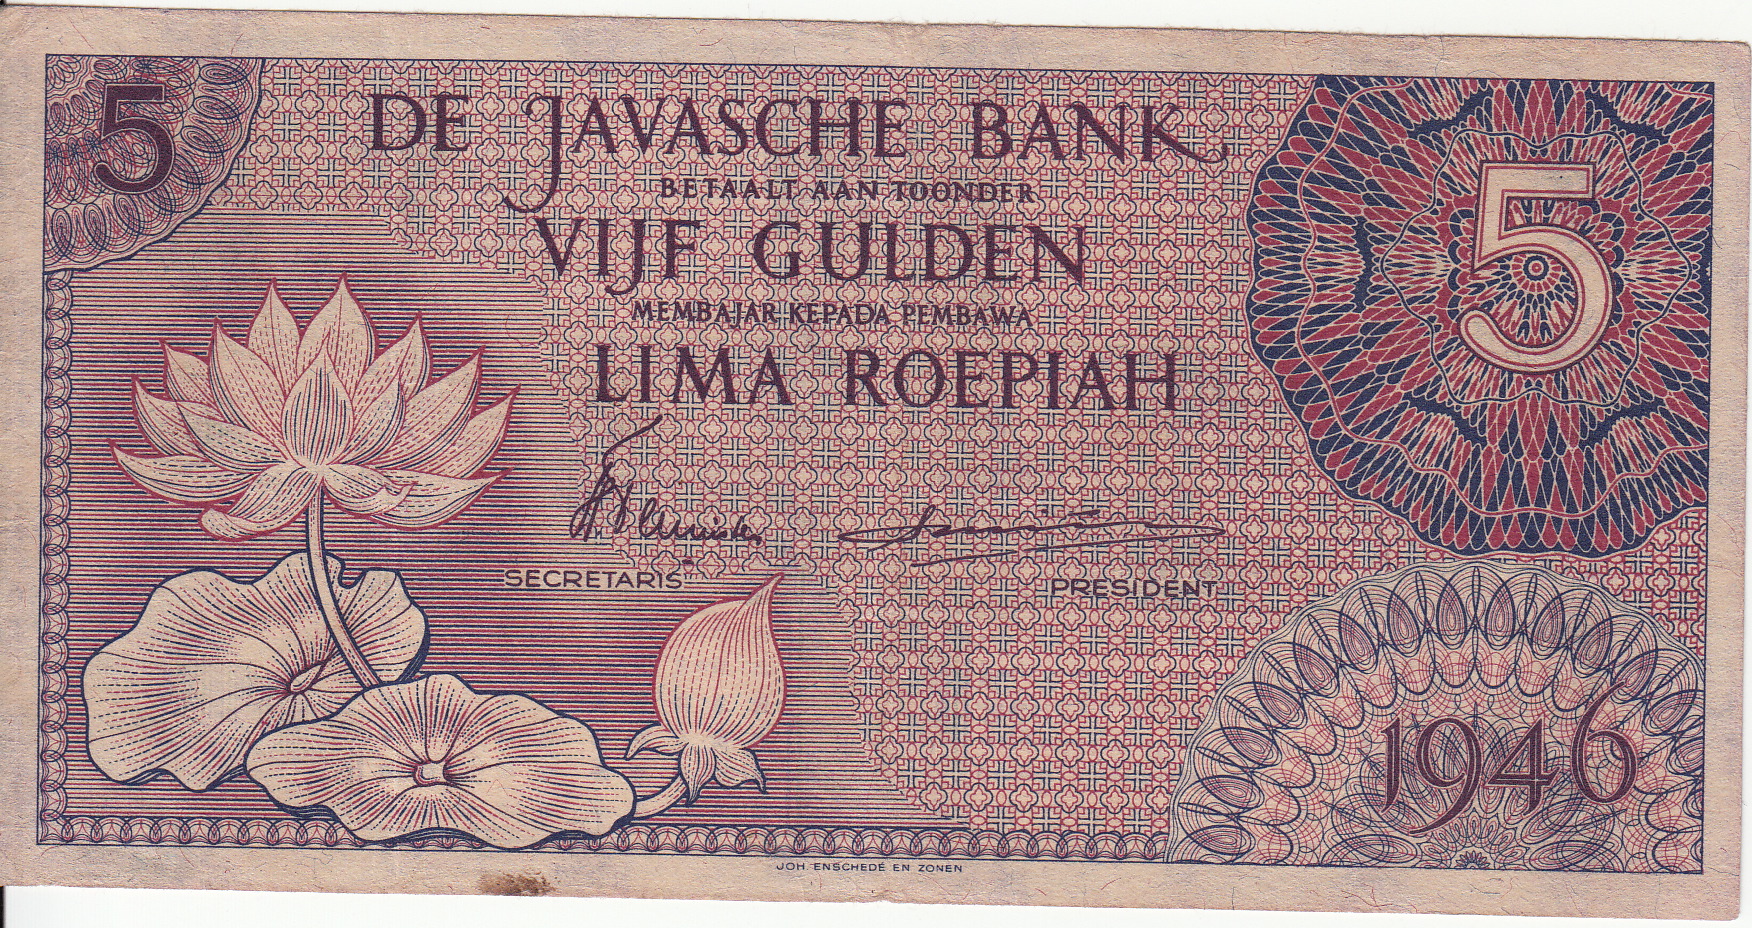 5
DE JAVASCHE BANK
BETAALT AAN TOONDER
VIJF GULDEN
MEMBAJAR KEPADA PEMBAWA
LIMA ROEPIAH
5
SECRETARIS
PRESIDENT
1946
JOH. ENSCHEDÉ EN ZONEN